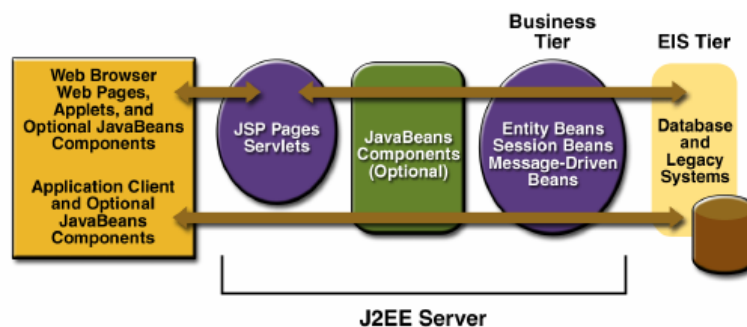 Business
Tier
EIS Tier
Web Browser
Web Pages,
Applets, and
Optional JavaBeans
Components
Application Client
and Optional
JavaBeans
Components
JSP Pages
Servlets
JavaBeans
Components
(Optional)
Entity Beans
Session Beans
Message-Driven
Beans
Database
and
Legacy
Systems
J2EE Server